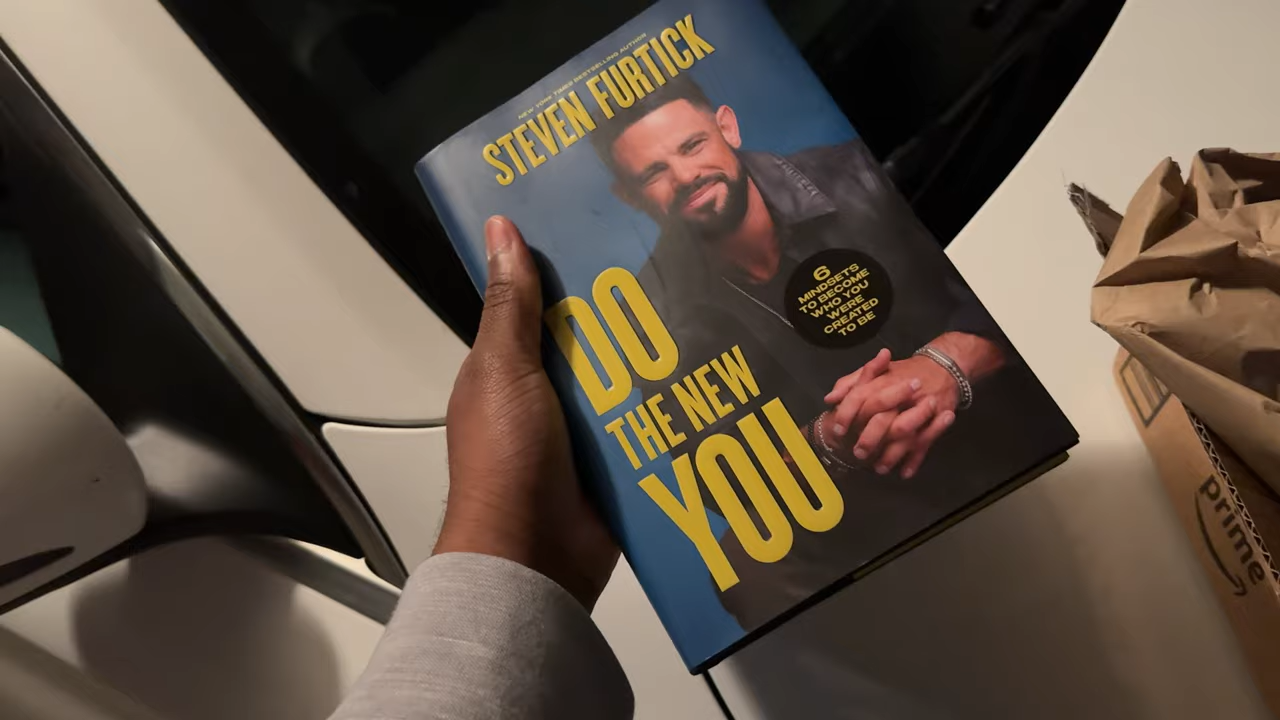 NEW YORK TIMES BESTSELLING AUTHOR
STEVEN FURTICK
DO
THE NEW
YOU
6
MINDSETS
TO BECOME
WHO YOU
WERE
CREATED
TO BE
prime